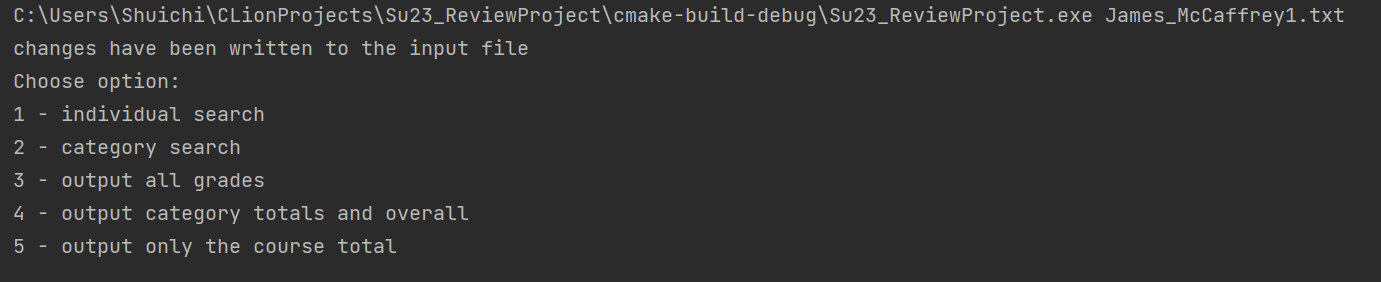 C:\Users\Shuichi\CLionProjects\Su23_ReviewProject\cmake-build-debug\Su23_ReviewProject.exe James_McCaffrey1.txt
changes have been written to the input file
Choose option:
1 - individual search
2 - category search
3 - output all grades
4 - output category totals and overall
5 - output only the course total